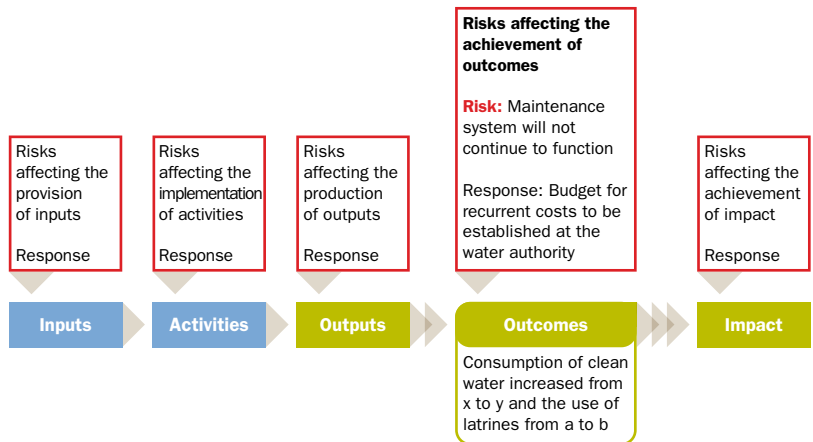 Risks affecting the
achievement of
outcomes
Risk: Maintenance
system will not
continue to function
Response: Budget for
recurrent costs to be
established at the
water authority
Risks
affecting the
provision
of inputs
Response
Risks
affecting the
implementation
of activities
Response
Risks
affecting the
production
of outputs
Response
Risks
affecting the
achievement
of impact
Response
Inputs
Activities
Outputs
Outcomes
Impact
Consumption of clean
water increased from
x to y and the use of
latrines from a to b